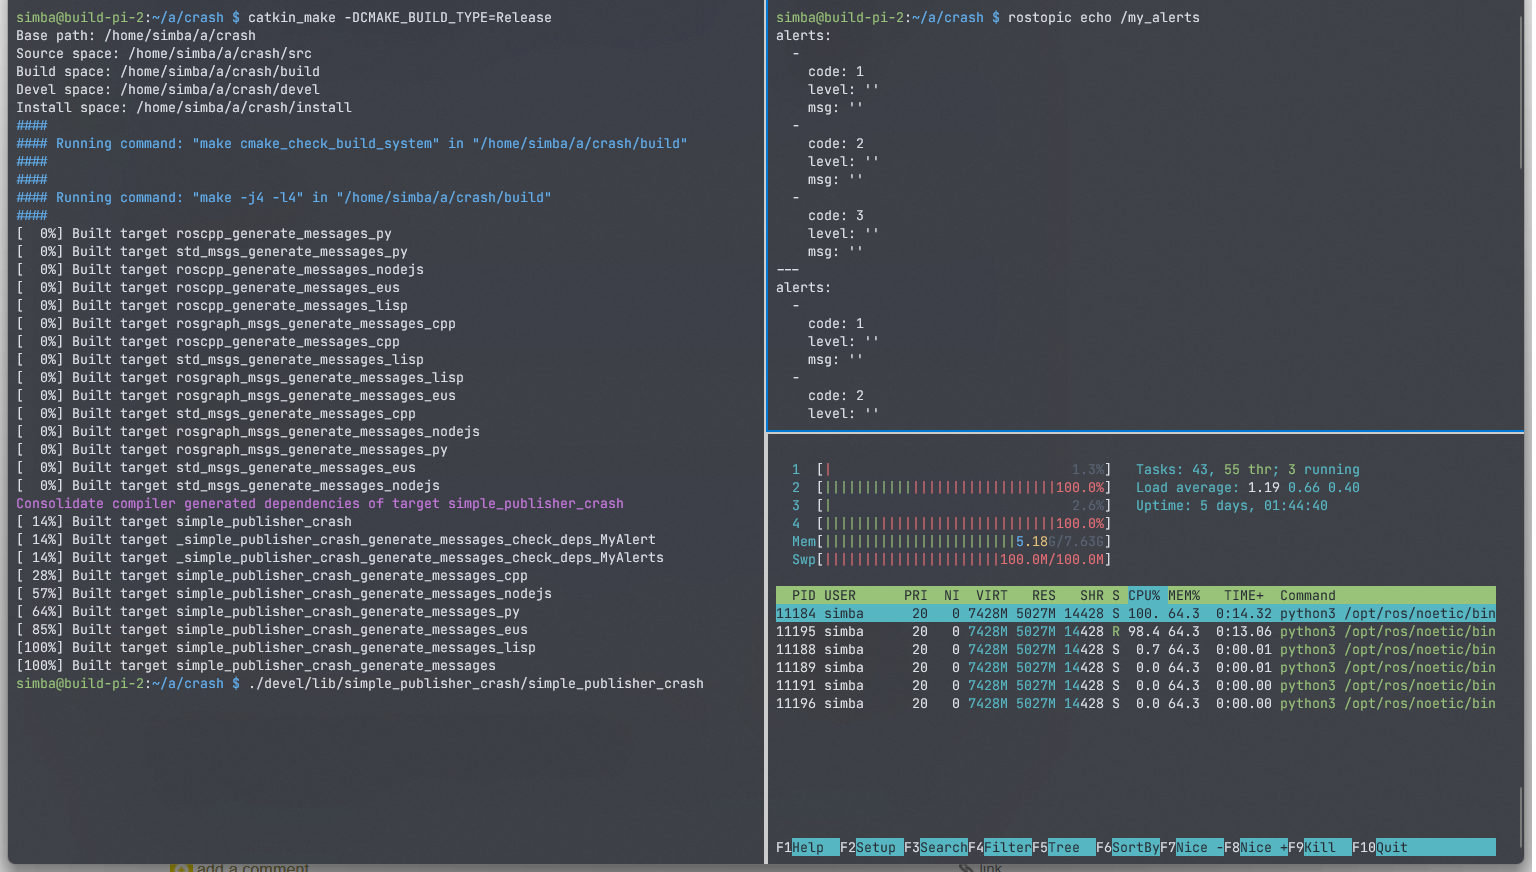 simba@build-pi-2:~/a/crash $ catkin_make -DCMAKE_BUILD_TYPE=Release
Base path: /home/simba/a/crash
Source space: /home/simba/a/crash/src
Build space: /home/simba/a/crash/build
Devel space: /home/simba/a/crash/devel
Install space: /home/simba/a/crash/install
####
#### Running command: "make cmake_check_build_system" in "/home/simba/a/crash/build"
####
####
#### Running command: "make -j4 -l4" in "/home/simba/a/crash/build"
####
[  0%] Built target roscpp_generate_messages_py
[  0%] Built target std_msgs_generate_messages_py
[  0%] Built target roscpp_generate_messages_nodejs
[  0%] Built target roscpp_generate_messages_eus
[  0%] Built target roscpp_generate_messages_lisp
[  0%] Built target rosgraph_msgs_generate_messages_cpp
[  0%] Built target roscpp_generate_messages_cpp
[  0%] Built target std_msgs_generate_messages_lisp
[  0%] Built target rosgraph_msgs_generate_messages_lisp
[  0%] Built target rosgraph_msgs_generate_messages_eus
[  0%] Built target std_msgs_generate_messages_cpp
[  0%] Built target rosgraph_msgs_generate_messages_nodejs
[  0%] Built target rosgraph_msgs_generate_messages_py
[  0%] Built target std_msgs_generate_messages_eus
[  0%] Built target std_msgs_generate_messages_nodejs
Consolidate compiler generated dependencies of target simple_publisher_crash
[ 14%] Built target simple_publisher_crash
[ 14%] Built target _simple_publisher_crash_generate_messages_check_deps_MyAlert
[ 14%] Built target _simple_publisher_crash_generate_messages_check_deps_MyAlerts
[ 28%] Built target simple_publisher_crash_generate_messages_cpp
[ 57%] Built target simple_publisher_crash_generate_messages_nodejs
[ 64%] Built target simple_publisher_crash_generate_messages_py
[ 85%] Built target simple_publisher_crash_generate_messages_eus
[100%] Built target simple_publisher_crash_generate_messages_lisp
[100%] Built target simple_publisher_crash_generate_messages
simba@build-pi-2:~/a/crash $ ./devel/lib/simple_publisher_crash/simple_publisher_crash
simba@build-pi-2:~/a/crash $ rostopic echo /my_alerts
alerts:
  -
    code: 1
    level: ''
    msg: ''
  -
    code: 2
    level: ''
    msg: ''
  -
    code: 3
    level: ''
    msg: ''
---
alerts:
  -
    code: 1
    level: ''
    msg: ''
  -
    code: 2
    level: ''
1 [| 1.3%] Tasks: 43, 55 thr; 3 running
2 [|||||||||||||||||||||||||||||100.0%] Load average: 1.19 0.66 0.40
3 [| 2.6%] Uptime: 5 days, 01:44:40
4 [|||||||||||||||||||||||||||||100.0%]
Mem[||||||||||||||||||||||||5.18G/7.63G]
Swp[||||||||||||||||||||||100.0M/100.0M]
PID USER PRI NI VIRT RES SHR S CPU% MEM% TIME+ Command
11184 simba 20 0 7428M 5027M 14428 S 100. 64.3 0:14.32 python3 /opt/ros/noetic/bin
11195 simba 20 0 7428M 5027M 14428 R 98.4 64.3 0:13.06 python3 /opt/ros/noetic/bin
11188 simba 20 0 7428M 5027M 14428 S 0.7 64.3 0:00.01 python3 /opt/ros/noetic/bin
11189 simba 20 0 7428M 5027M 14428 S 0.0 64.3 0:00.01 python3 /opt/ros/noetic/bin
11191 simba 20 0 7428M 5027M 14428 S 0.0 64.3 0:00.00 python3 /opt/ros/noetic/bin
11196 simba 20 0 7428M 5027M 14428 S 0.0 64.3 0:00.00 python3 /opt/ros/noetic/bin
F1Help F2Setup F3SearchF4FilterF5Tree F6SortByF7Nice -F8Nice +F9Kill F10Quit
add a comment link